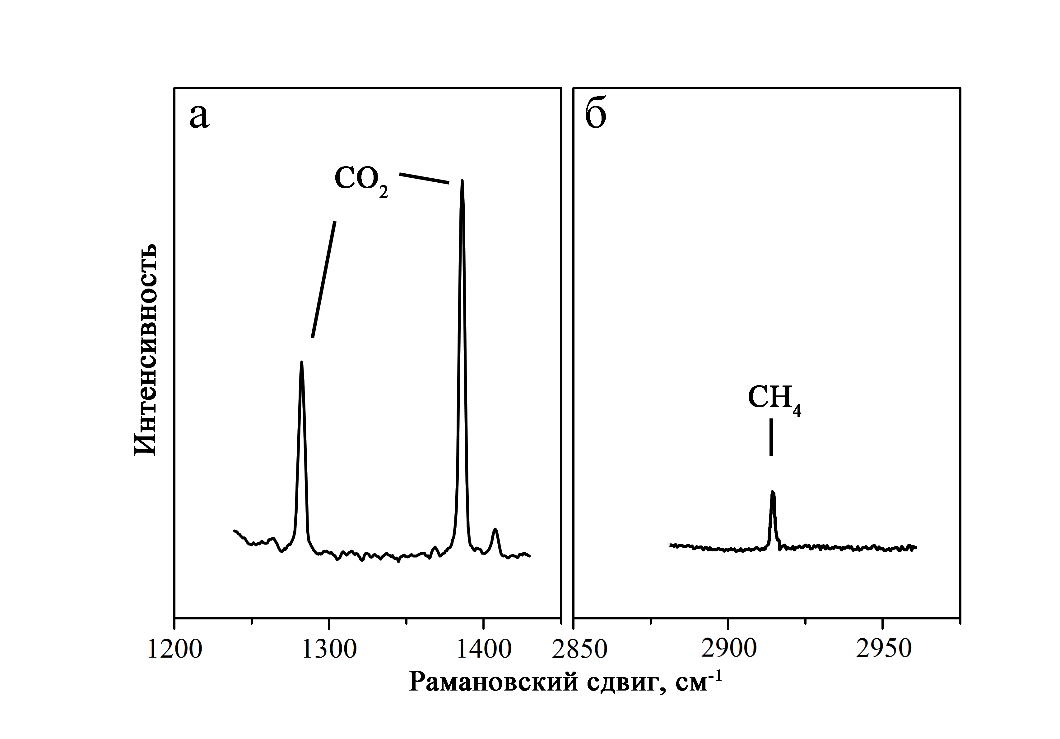 а
б
CO₂
CH₄
Интенсивность
1200 1300 1400 2850 2900 2950
Рамановский сдвиг, см⁻¹